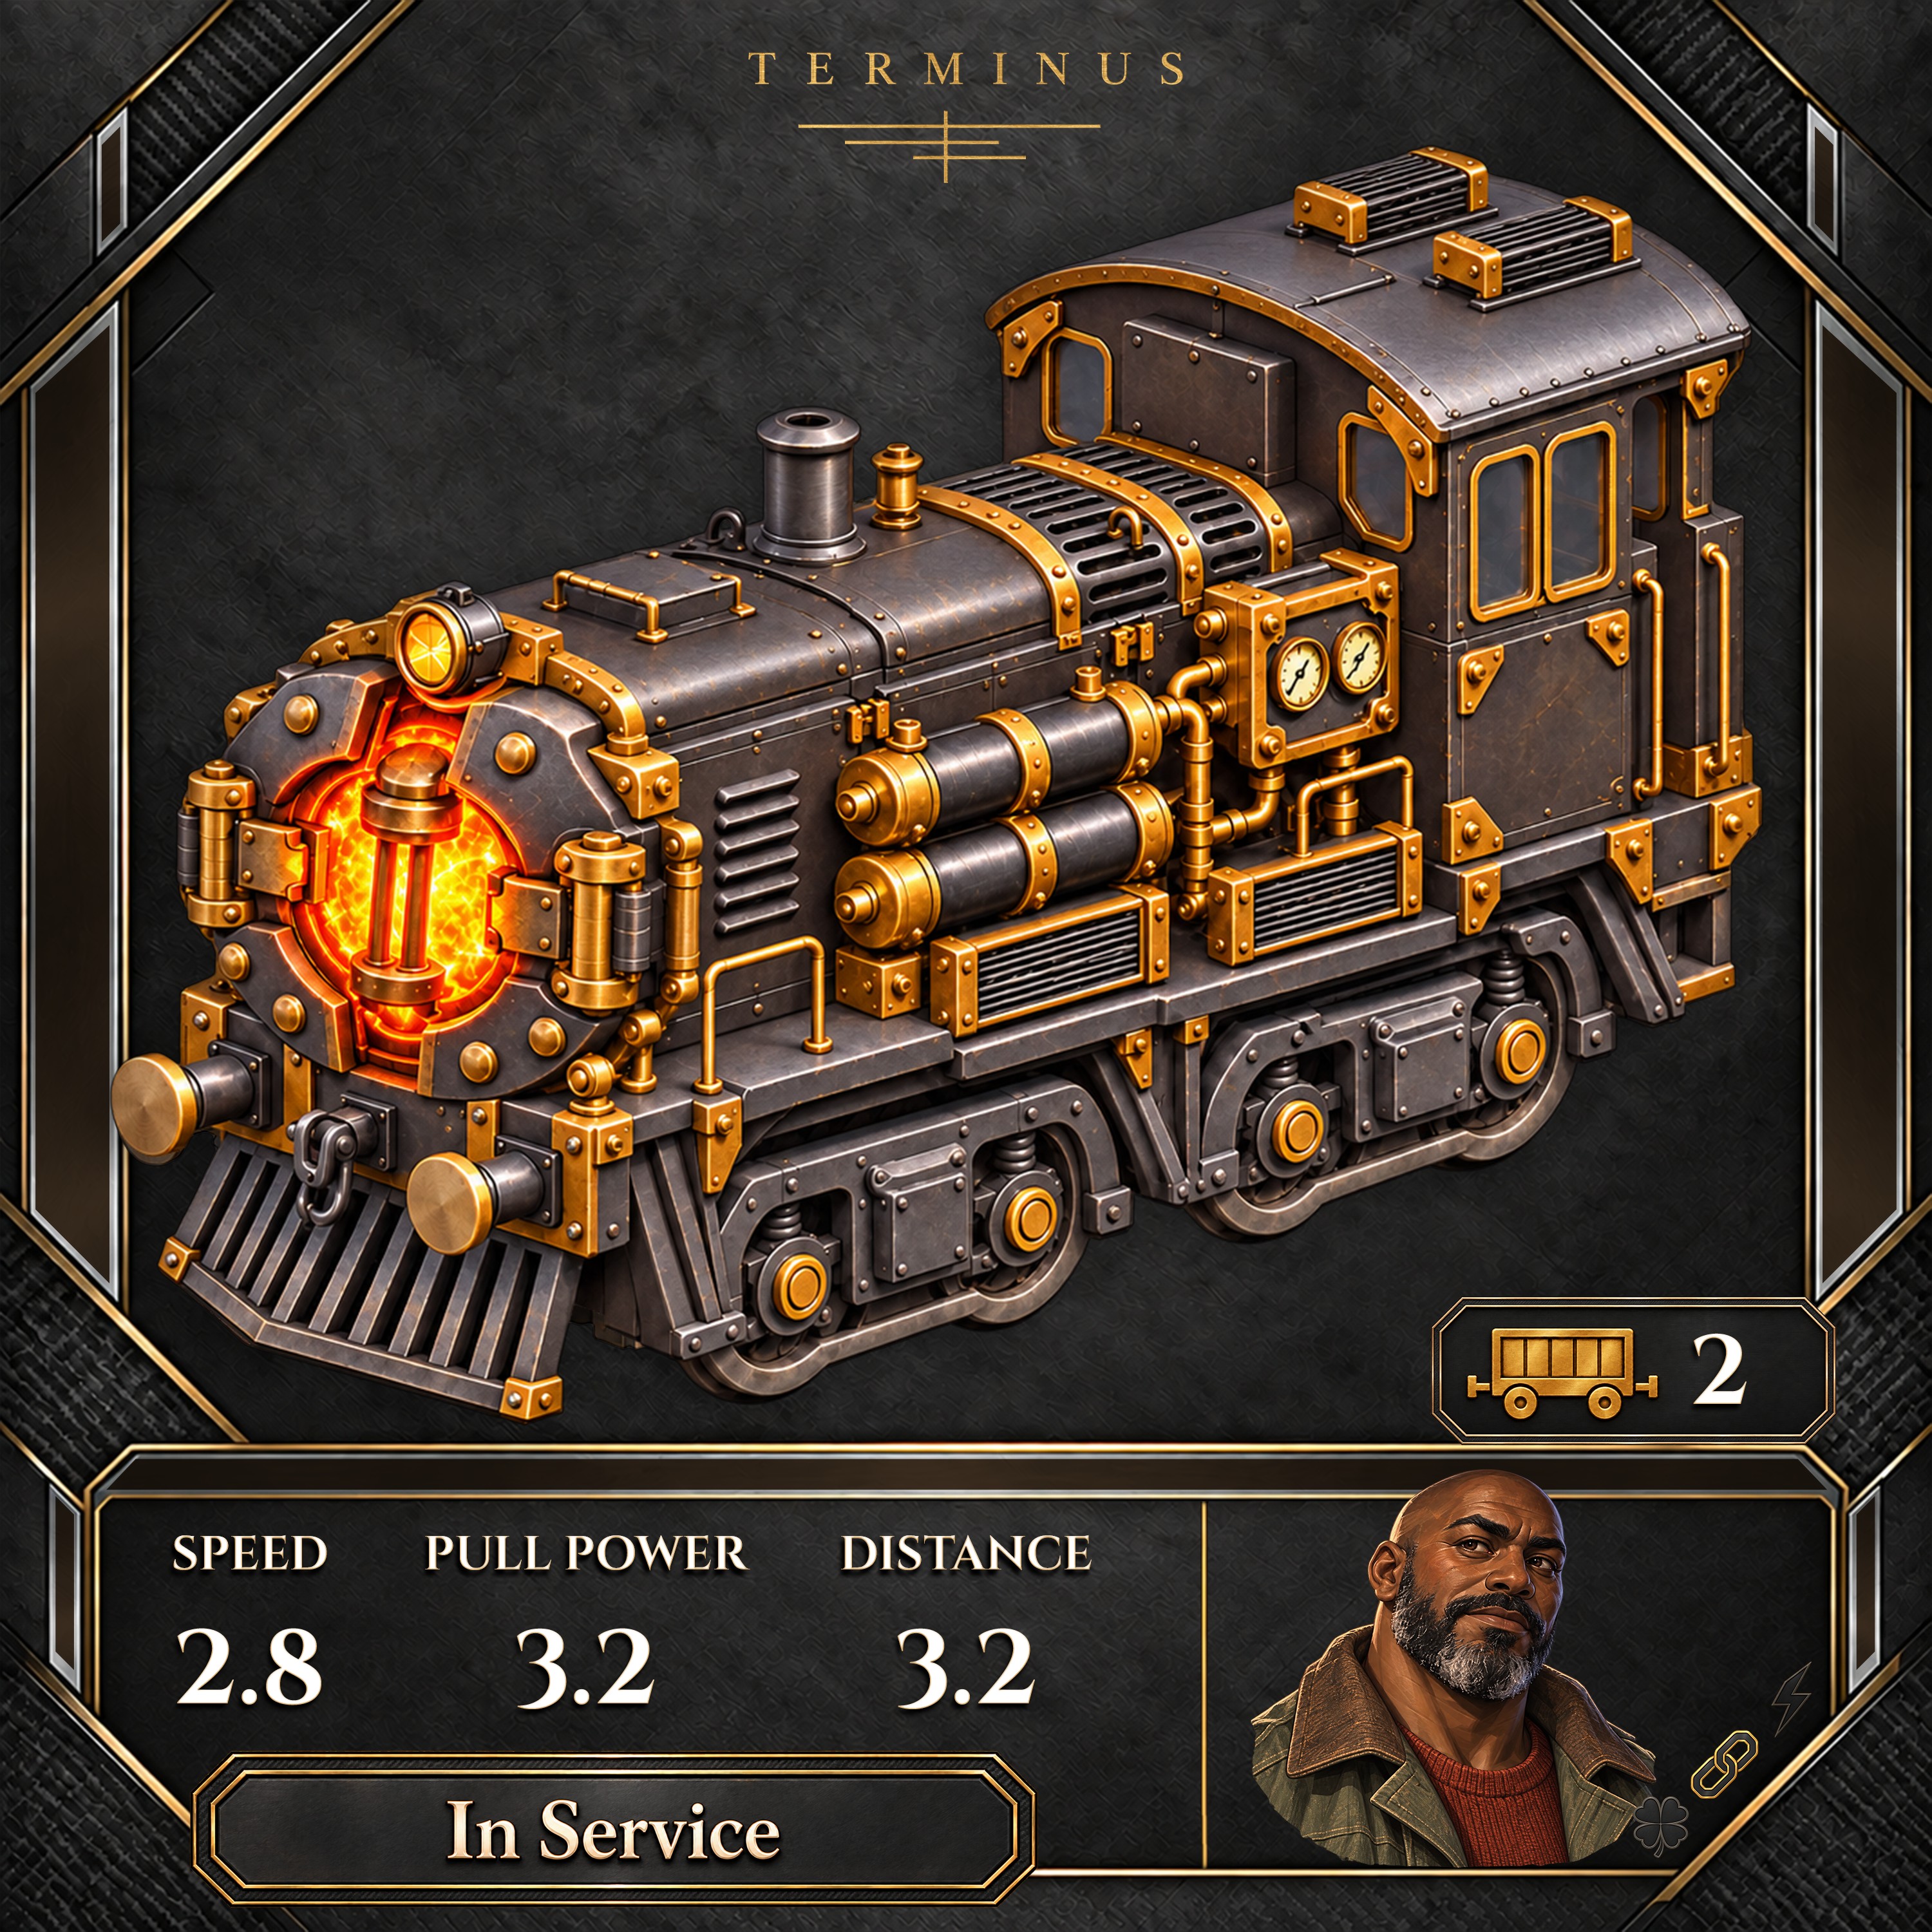 TERMINUS
2
SPEED PULL POWER DISTANCE
2.8 3.2 3.2
In Service